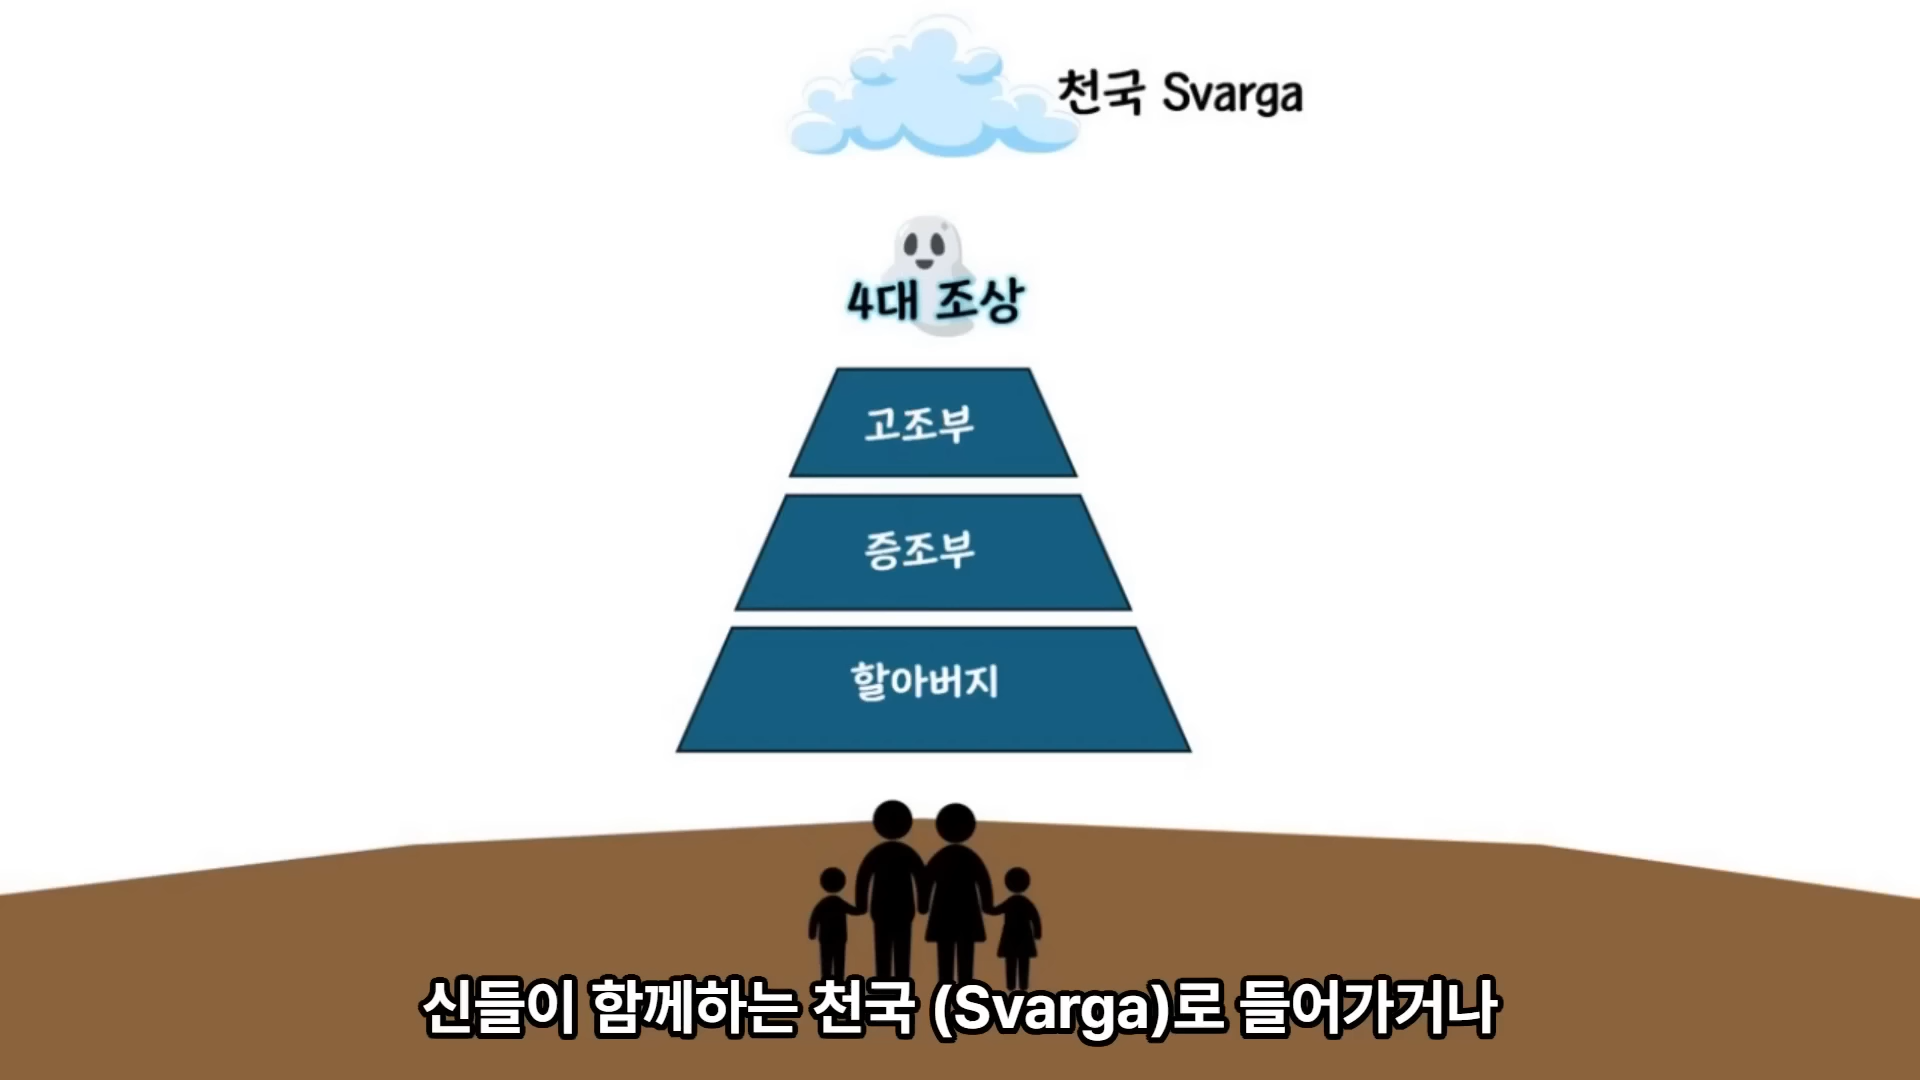 천국 Svarga
4대 조상
고조부
증조부
할아버지
신들이 함께하는 천국 (Svarga)로 들어가거나